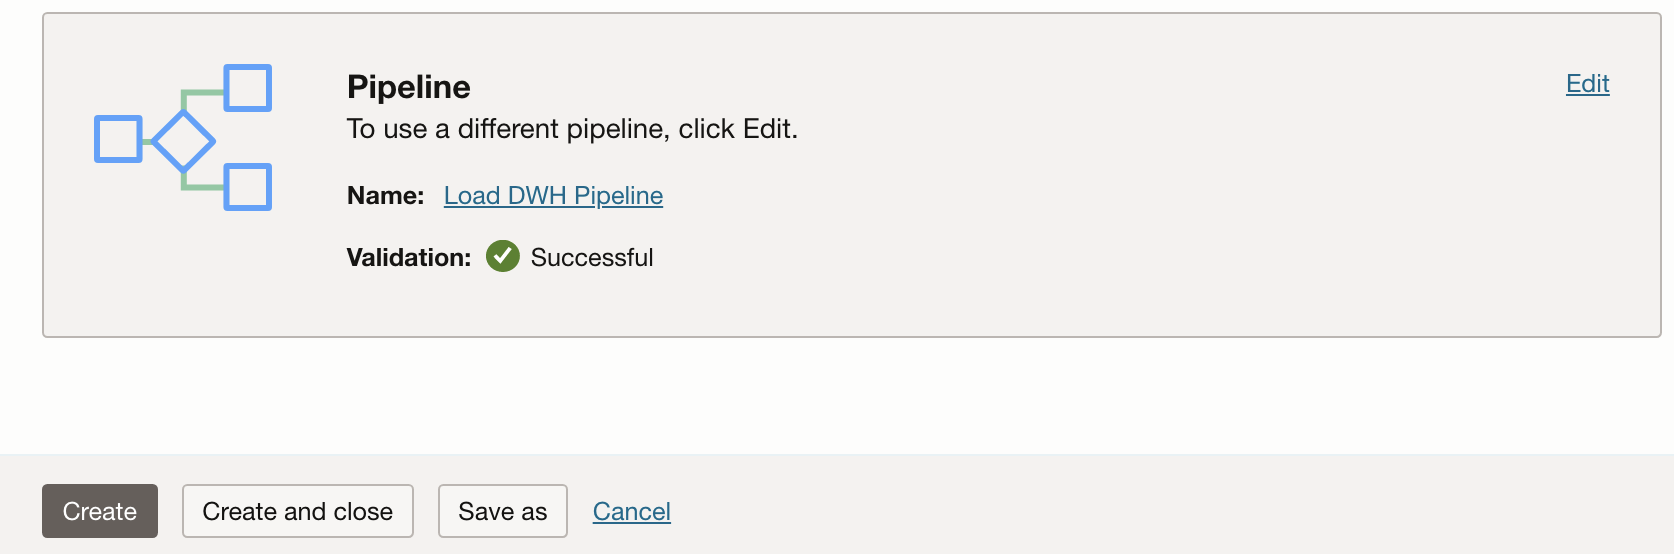 Pipeline
Edit
To use a different pipeline, click Edit.
Name: Load DWH Pipeline
Validation: Successful
Create
Create and close
Save as
Cancel